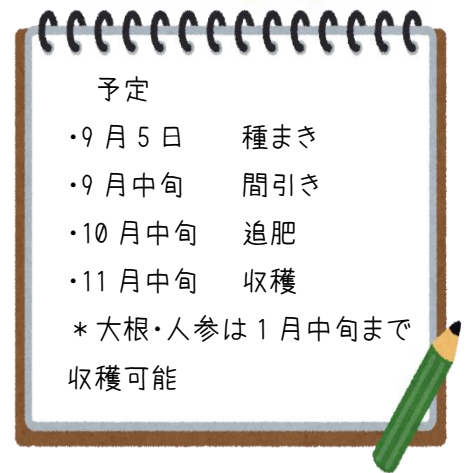 予定
・9月5日　種まき
・9月中旬　間引き
・10月中旬　追肥
・11月中旬　収穫
＊大根・人参は1月中旬まで
収穫可能